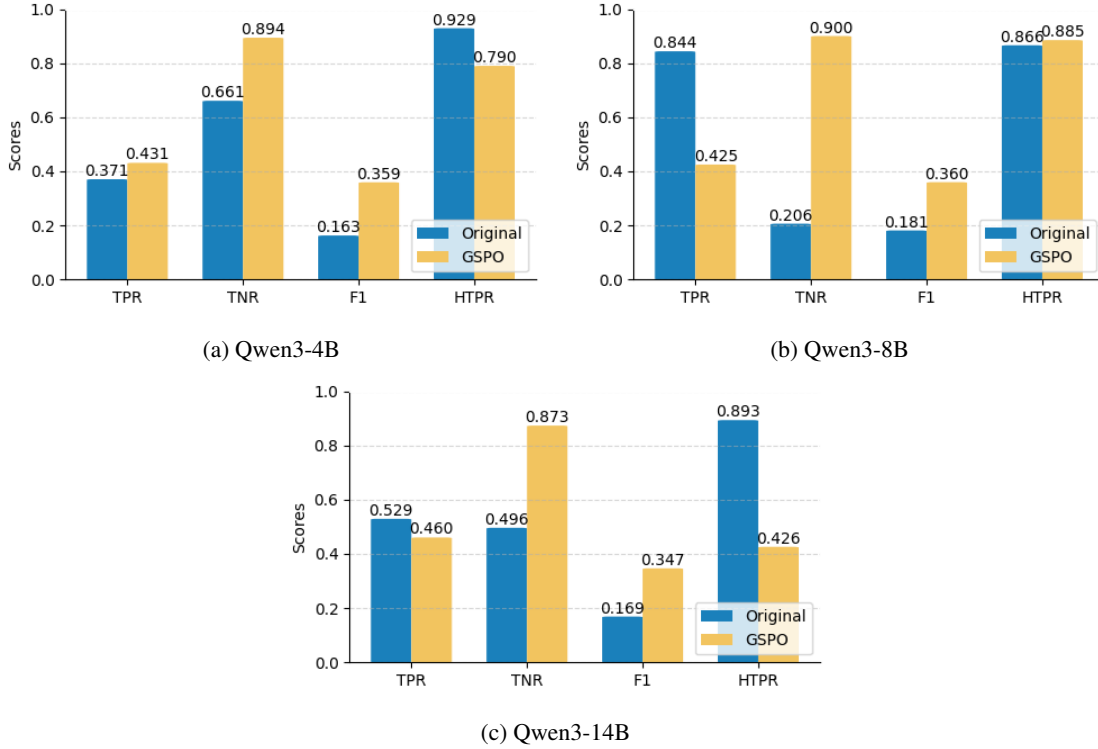 1.0
0.8
0.6
0.4
0.2
0.0
Scores
0.371
0.431
0.661
0.894
0.163
0.359
0.929
0.790
Original
GSPO
TPR
TNR
F1
HTPR
(a) Qwen3-4B
1.0
0.8
0.6
0.4
0.2
0.0
Scores
0.844
0.425
0.206
0.900
0.181
0.360
0.866
0.885
Original
GSPO
TPR
TNR
F1
HTPR
(b) Qwen3-8B
1.0
0.8
0.6
0.4
0.2
0.0
Scores
0.529
0.460
0.496
0.873
0.169
0.347
0.893
0.426
Original
GSPO
TPR
TNR
F1
HTPR
(c) Qwen3-14B